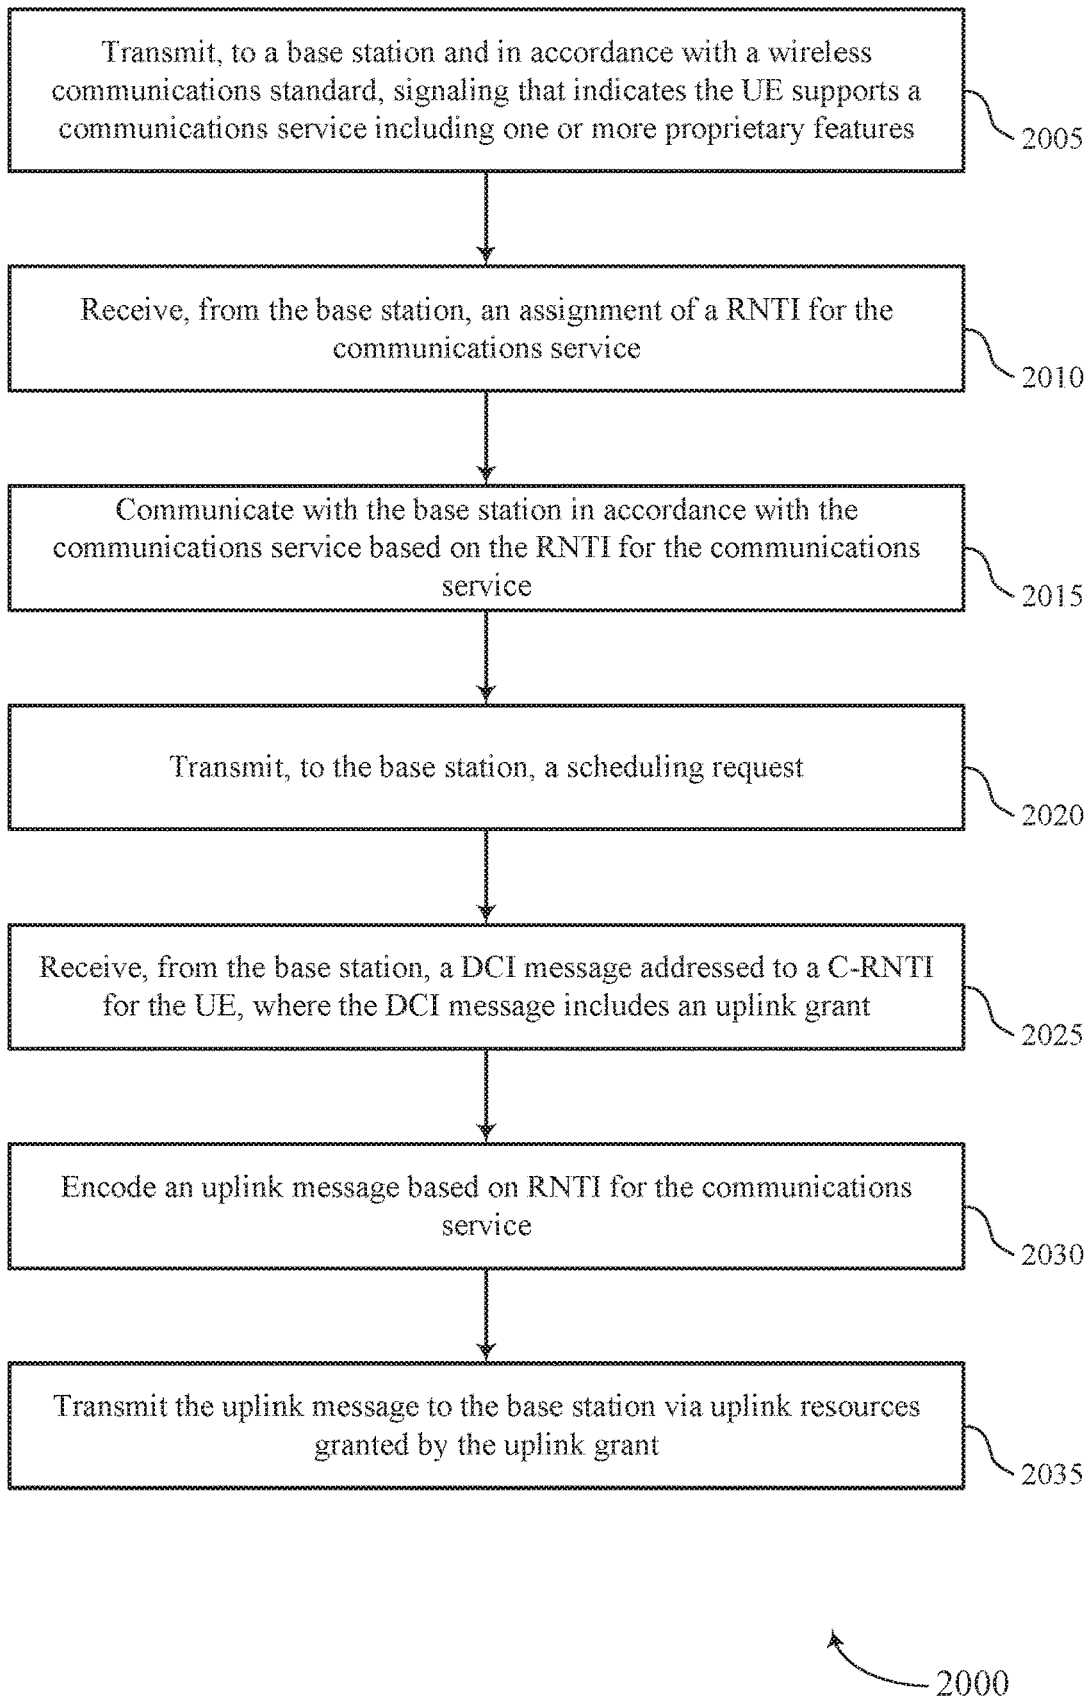 Transmit, to a base station and in accordance with a wireless
communications standard, signaling that indicates the UE supports a
communications service including one or more proprietary features
2005
Receive, from the base station, an assignment of a RNTI for the
communications service
2010
Communicate with the base station in accordance with the
communications service based on the RNTI for the communications
service
2015
Transmit, to the base station, a scheduling request
2020
Receive, from the base station, a DCI message addressed to a C-RNTI
for the UE, where the DCI message includes an uplink grant
2025
Encode an uplink message based on RNTI for the communications
service
2030
Transmit the uplink message to the base station via uplink resources
granted by the uplink grant
2035
2000